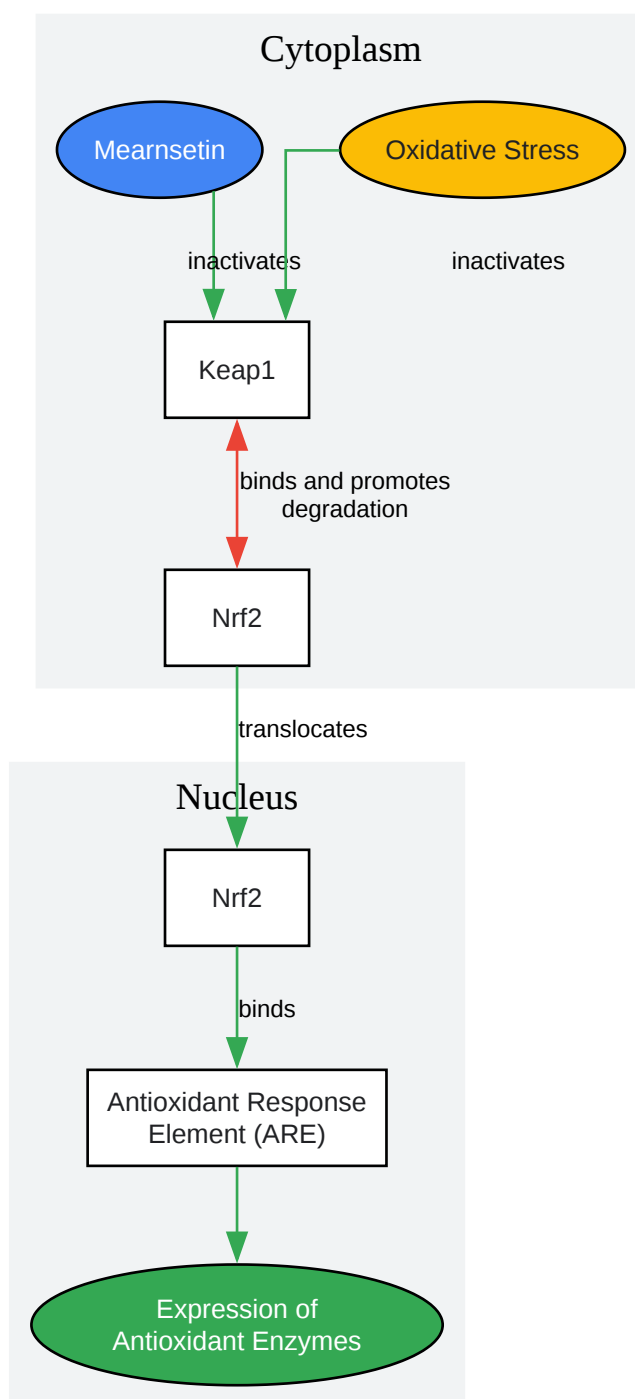 Cytoplasm
Mearnsetin
Oxidative Stress
inactivates
inactivates
Keap1
binds and promotes
degradation
Nrf2
translocates
Nucleus
Nrf2
binds
Antioxidant Response
Element (ARE)
Expression of
Antioxidant Enzymes